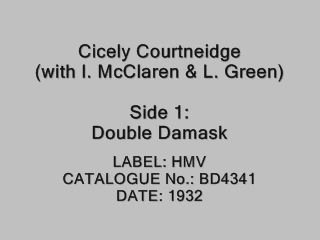 Cicely Courtneidge
(with I. McClaren & L. Green)
Side 1:
Double Damask
LABEL: HMV
CATALOGUE No.: BD4341
DATE: 1932